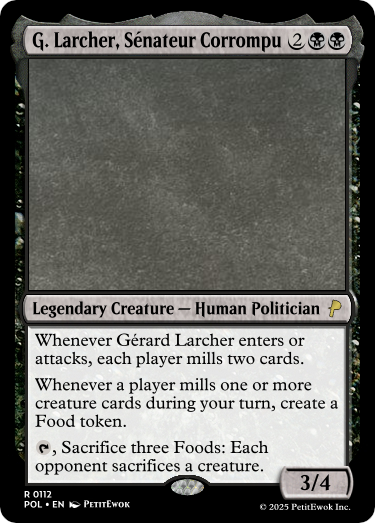 G. Larcher, Sénateur Corrompu 2
Legendary Creature — Human Politician P
Whenever Gérard Larcher enters or
attacks, each player mills two cards.
Whenever a player mills one or more
creature cards during your turn, create a
Food token.
, Sacrifice three Foods: Each
opponent sacrifices a creature.
3/4
R 0112
POL • EN PetitEwok
© 2025 PetitEwok Inc.